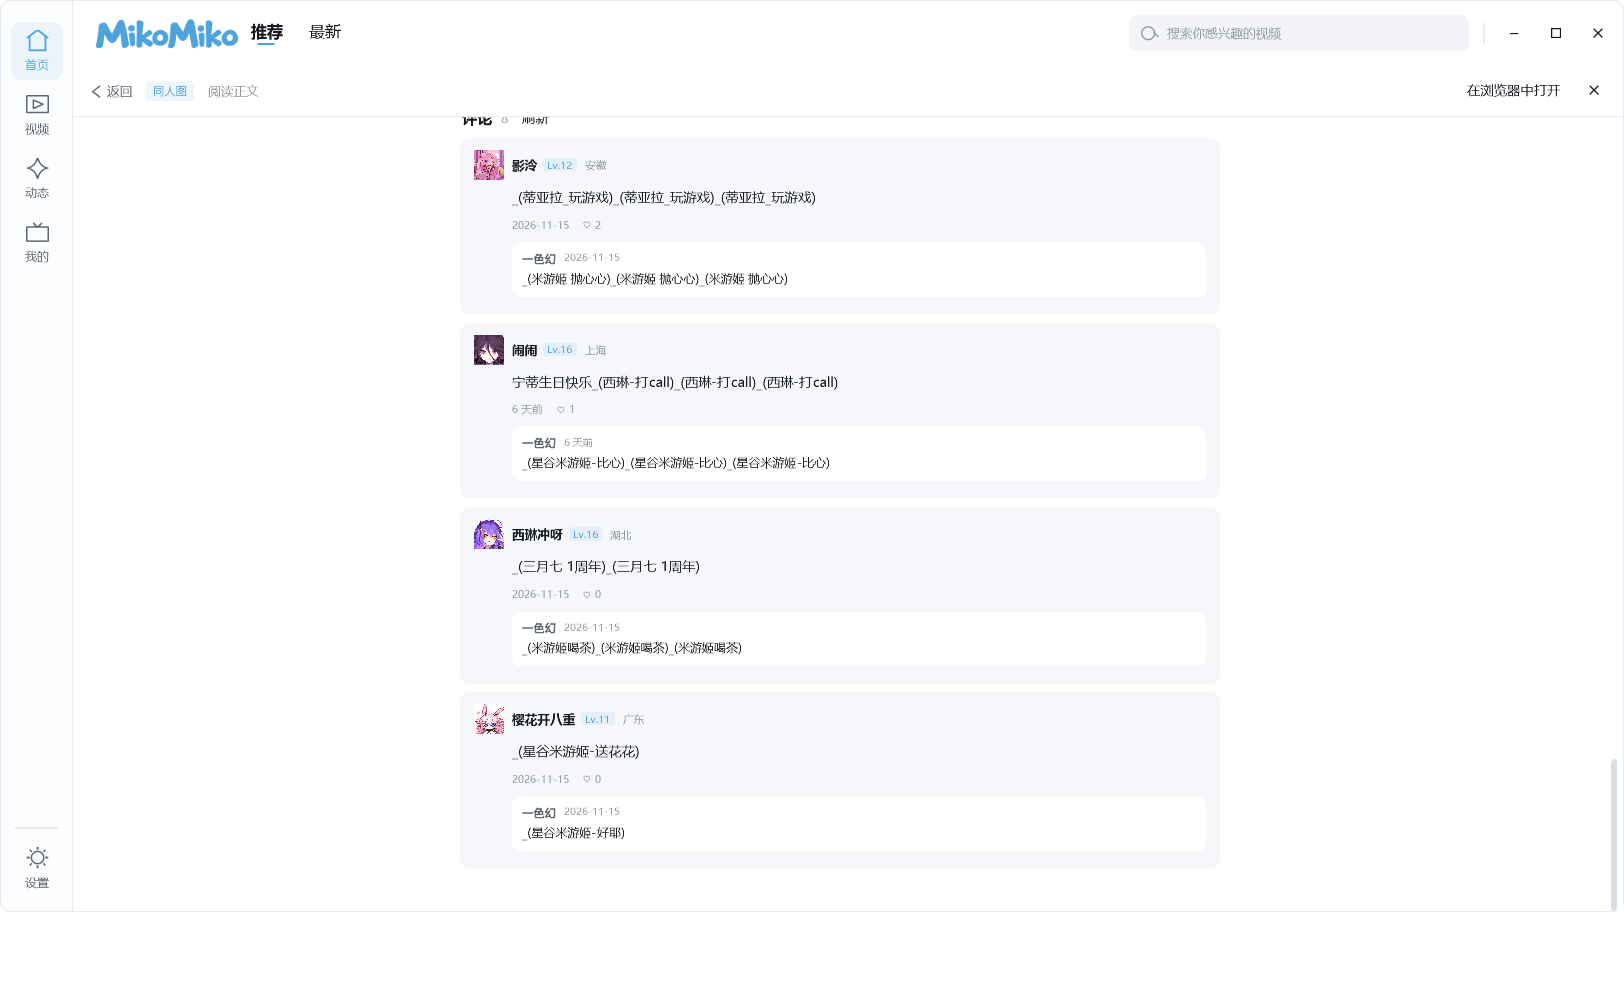 MikoMiko 推荐 最新 搜索你感兴趣的视频
首页
视频
动态
我的
设置
返回 同人图 阅读正文 在浏览器中打开
评论 8 刷新
影泠 Lv.12 安徽
_(蒂亚拉_玩游戏)_(蒂亚拉_玩游戏)_(蒂亚拉_玩游戏)
2026-11-15 ♡ 2
一色幻 2026-11-15
_(米游姬 抛心心)_(米游姬 抛心心)_(米游姬 抛心心)
闹闹 Lv.16 上海
宁蒂生日快乐_(西琳-打call)_(西琳-打call)_(西琳-打call)
6 天前 ♡ 1
一色幻 6 天前
_(星谷米游姬-比心)_(星谷米游姬-比心)_(星谷米游姬-比心)
西琳冲呀 Lv.16 湖北
_(三月七 1周年)_(三月七 1周年)
2026-11-15 ♡ 0
一色幻 2026-11-15
_(米游姬喝茶)_(米游姬喝茶)_(米游姬喝茶)
樱花开八重 Lv.11 广东
_(星谷米游姬-送花花)
2026-11-15 ♡ 0
一色幻 2026-11-15
_(星谷米游姬-好耶)